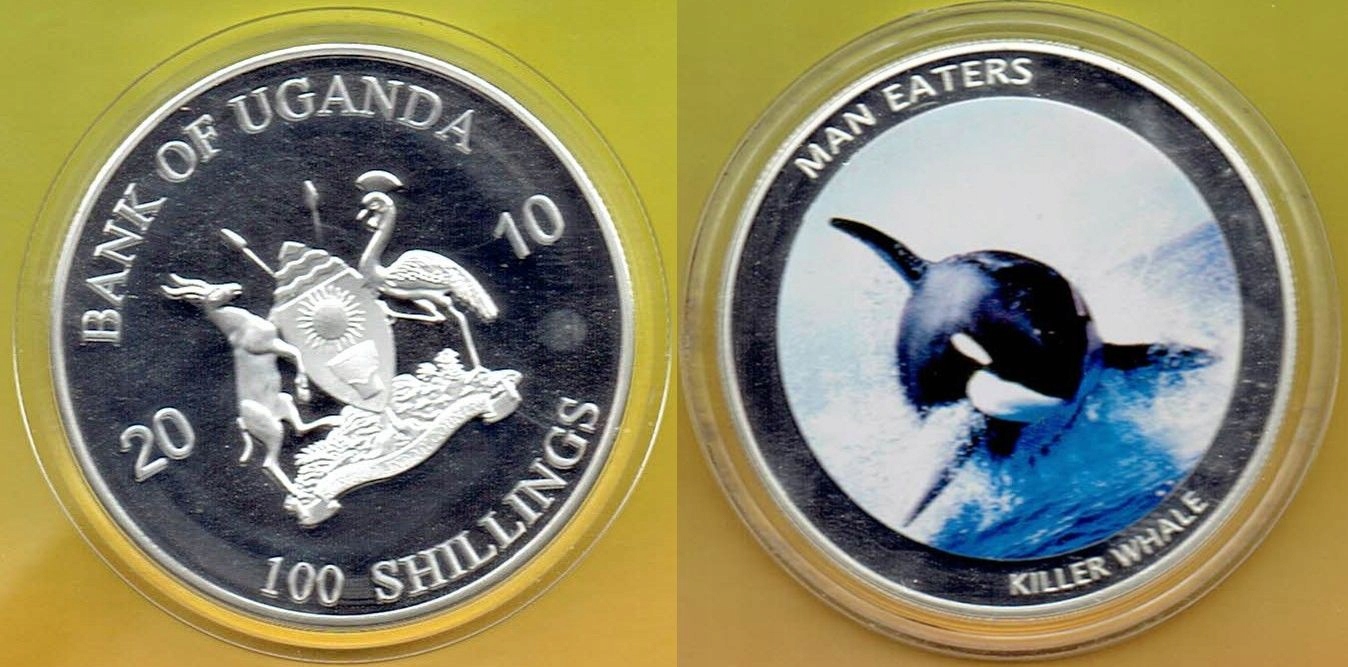 BANK OF UGANDA
20 10
100 SHILLINGS
MAN EATERS
KILLER WHALE